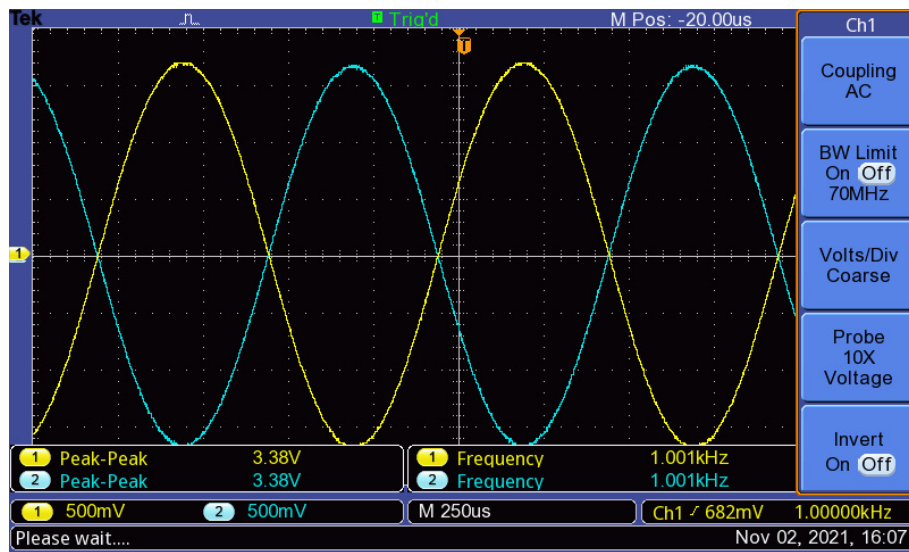 Tek T Trig'd M Pos: -20.00us Ch1
T
Coupling
AC
BW Limit
On Off
70MHz
1
Volts/Div
Coarse
Probe
10X
Voltage
Invert
On Off
1 Peak-Peak 3.38V 1 Frequency 1.001kHz
2 Peak-Peak 3.38V 2 Frequency 1.001kHz
1 500mV 2 500mV M 250us Ch1 / 682mV 1.00000kHz
Please wait.... Nov 02, 2021, 16:07